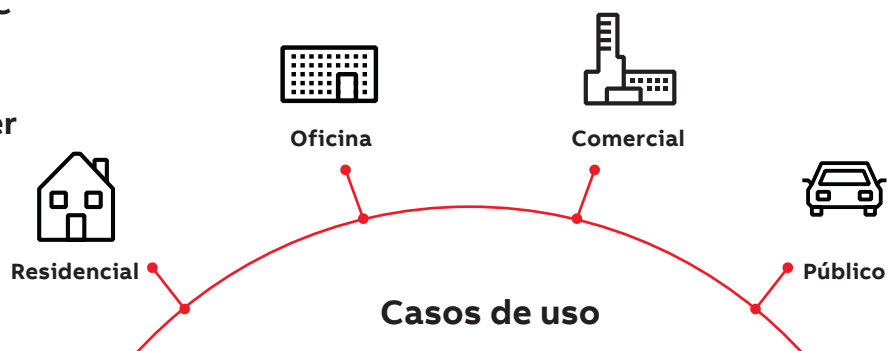 Oficina
Comercial
Residencial
Público
Casos de uso